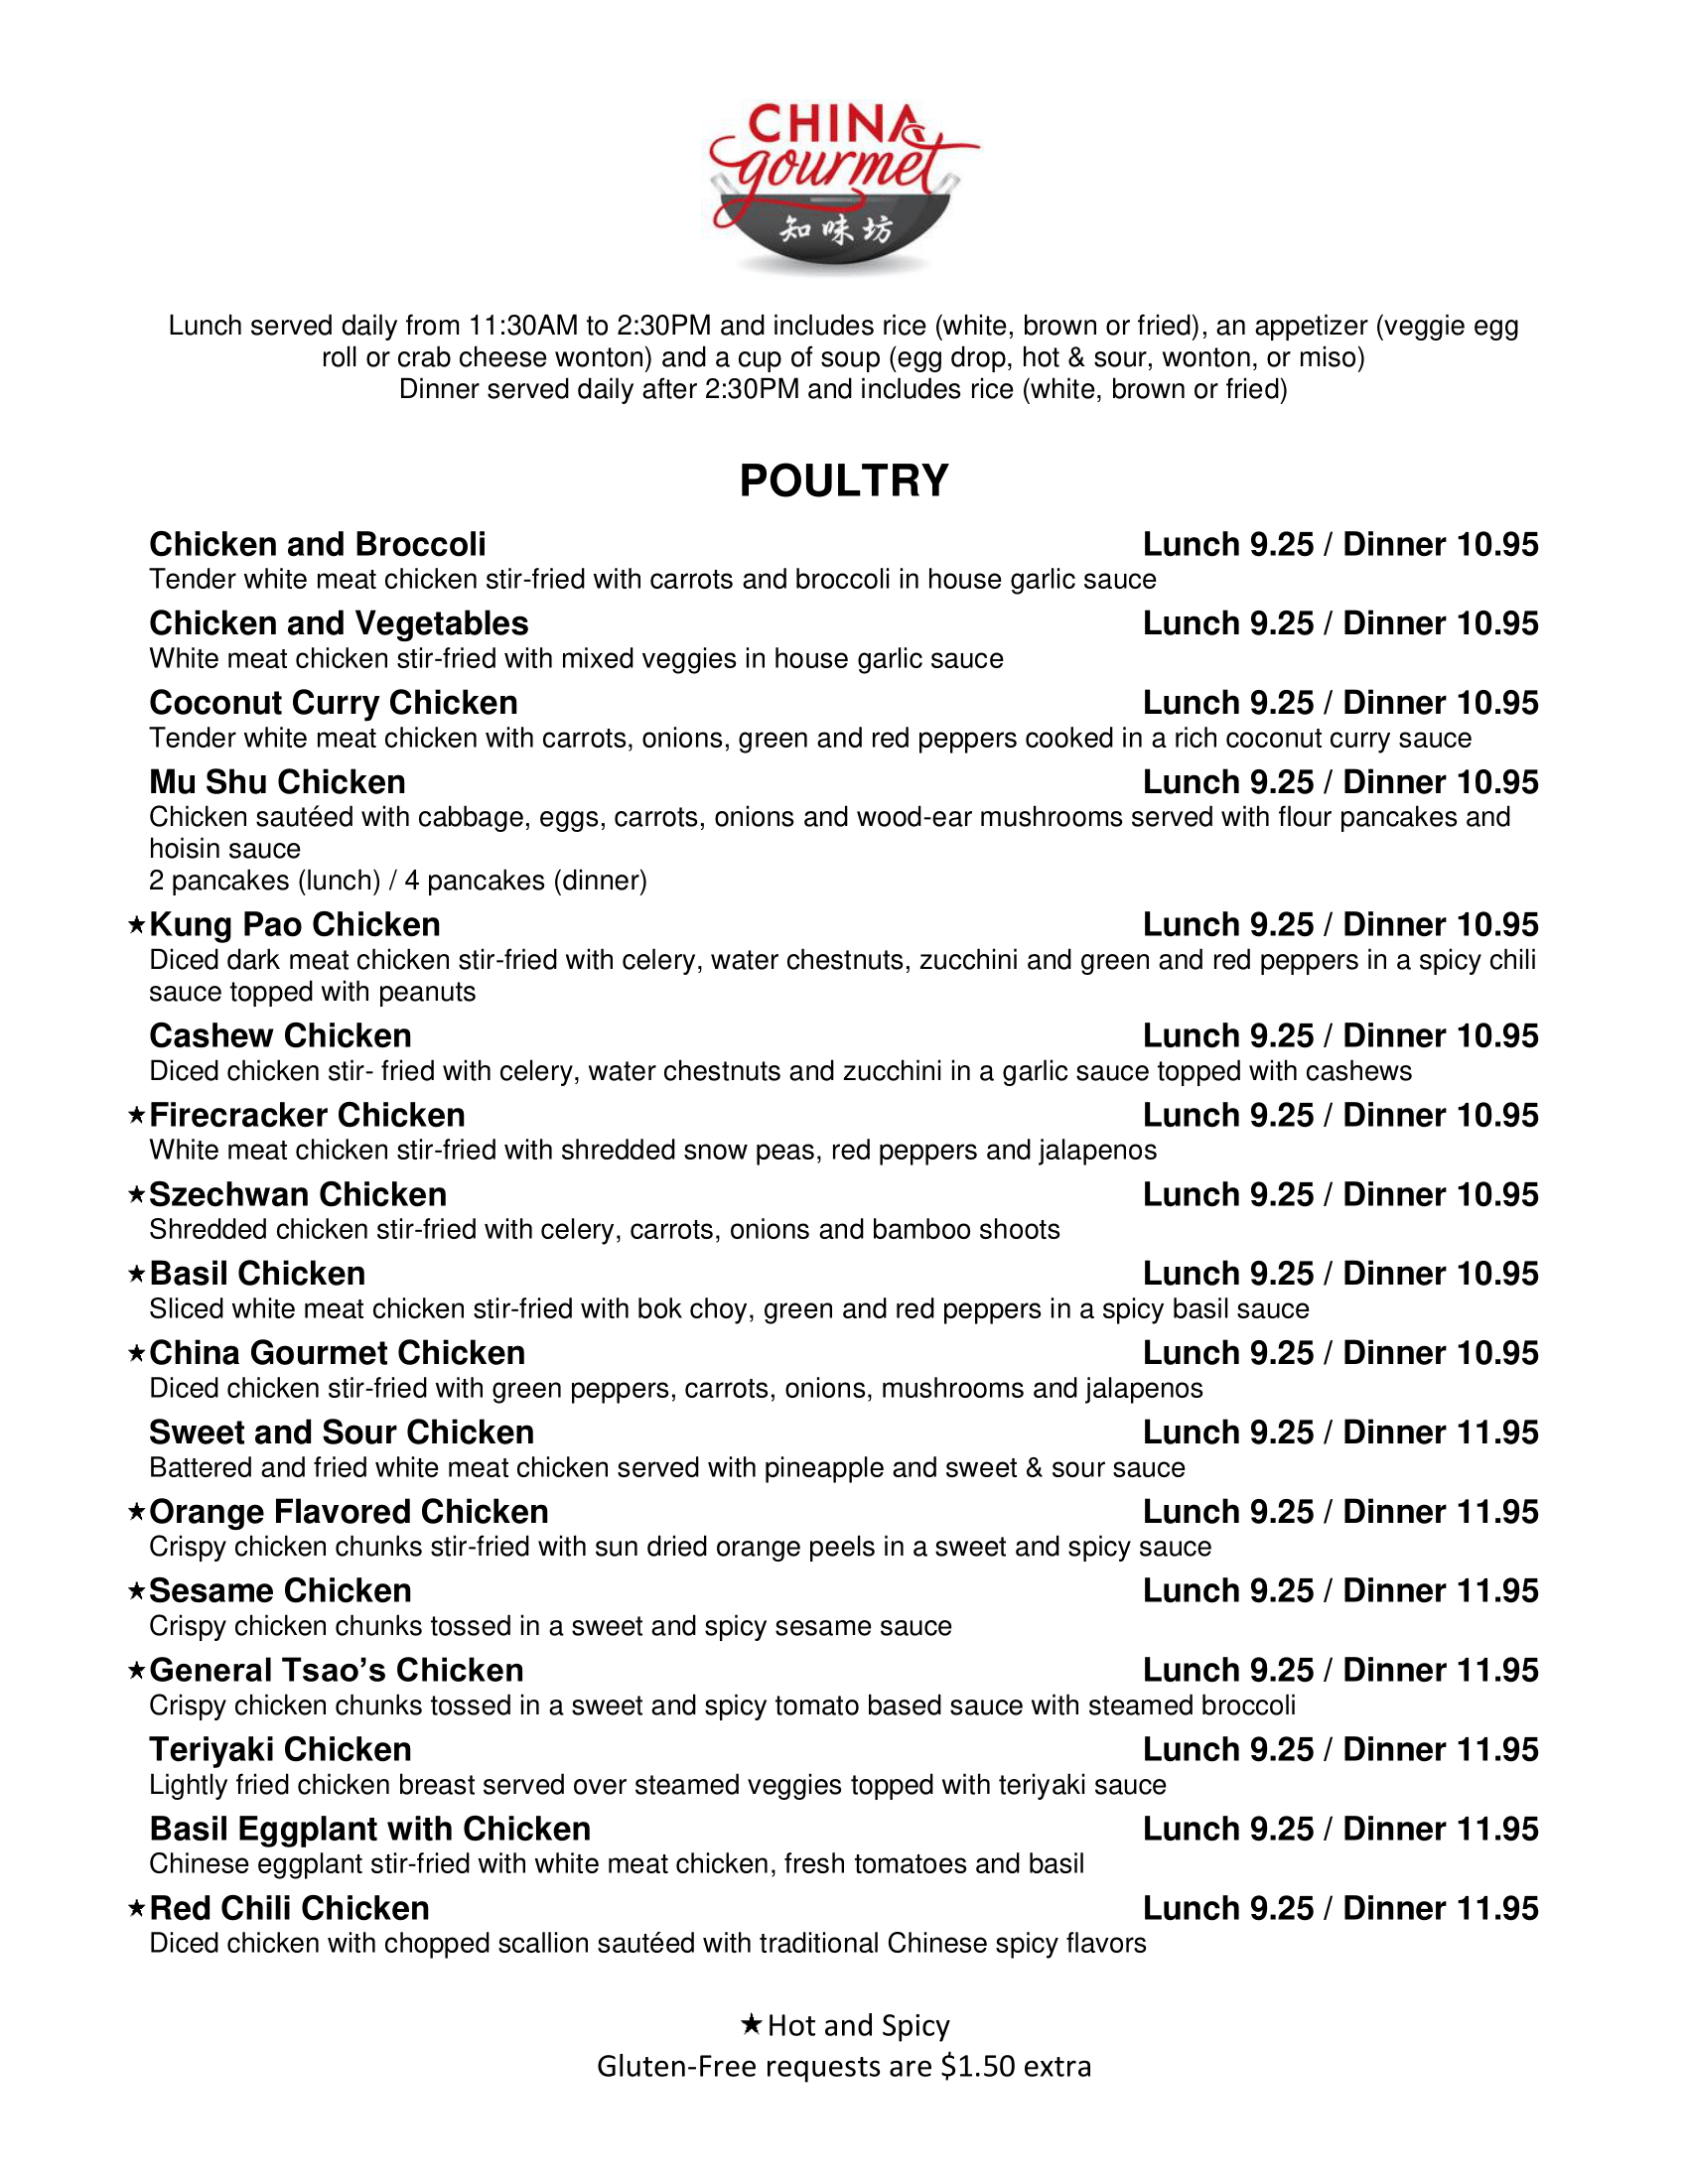 CHINA
gourmet
知味坊
Lunch served daily from 11:30AM to 2:30PM and includes rice (white, brown or fried), an appetizer (veggie egg
roll or crab cheese wonton) and a cup of soup (egg drop, hot & sour, wonton, or miso)
Dinner served daily after 2:30PM and includes rice (white, brown or fried)
POULTRY
Chicken and Broccoli Lunch 9.25 / Dinner 10.95
Tender white meat chicken stir-fried with carrots and broccoli in house garlic sauce
Chicken and Vegetables Lunch 9.25 / Dinner 10.95
White meat chicken stir-fried with mixed veggies in house garlic sauce
Coconut Curry Chicken Lunch 9.25 / Dinner 10.95
Tender white meat chicken with carrots, onions, green and red peppers cooked in a rich coconut curry sauce
Mu Shu Chicken Lunch 9.25 / Dinner 10.95
Chicken sautéed with cabbage, eggs, carrots, onions and wood-ear mushrooms served with flour pancakes and
hoisin sauce
2 pancakes (lunch) / 4 pancakes (dinner)
★Kung Pao Chicken Lunch 9.25 / Dinner 10.95
Diced dark meat chicken stir-fried with celery, water chestnuts, zucchini and green and red peppers in a spicy chili
sauce topped with peanuts
Cashew Chicken Lunch 9.25 / Dinner 10.95
Diced chicken stir- fried with celery, water chestnuts and zucchini in a garlic sauce topped with cashews
★Firecracker Chicken Lunch 9.25 / Dinner 10.95
White meat chicken stir-fried with shredded snow peas, red peppers and jalapenos
★Szechwan Chicken Lunch 9.25 / Dinner 10.95
Shredded chicken stir-fried with celery, carrots, onions and bamboo shoots
★Basil Chicken Lunch 9.25 / Dinner 10.95
Sliced white meat chicken stir-fried with bok choy, green and red peppers in a spicy basil sauce
★China Gourmet Chicken Lunch 9.25 / Dinner 10.95
Diced chicken stir-fried with green peppers, carrots, onions, mushrooms and jalapenos
Sweet and Sour Chicken Lunch 9.25 / Dinner 11.95
Battered and fried white meat chicken served with pineapple and sweet & sour sauce
★Orange Flavored Chicken Lunch 9.25 / Dinner 11.95
Crispy chicken chunks stir-fried with sun dried orange peels in a sweet and spicy sauce
★Sesame Chicken Lunch 9.25 / Dinner 11.95
Crispy chicken chunks tossed in a sweet and spicy sesame sauce
★General Tsao’s Chicken Lunch 9.25 / Dinner 11.95
Crispy chicken chunks tossed in a sweet and spicy tomato based sauce with steamed broccoli
Teriyaki Chicken Lunch 9.25 / Dinner 11.95
Lightly fried chicken breast served over steamed veggies topped with teriyaki sauce
Basil Eggplant with Chicken Lunch 9.25 / Dinner 11.95
Chinese eggplant stir-fried with white meat chicken, fresh tomatoes and basil
★Red Chili Chicken Lunch 9.25 / Dinner 11.95
Diced chicken with chopped scallion sautéed with traditional Chinese spicy flavors
★Hot and Spicy
Gluten-Free requests are $1.50 extra